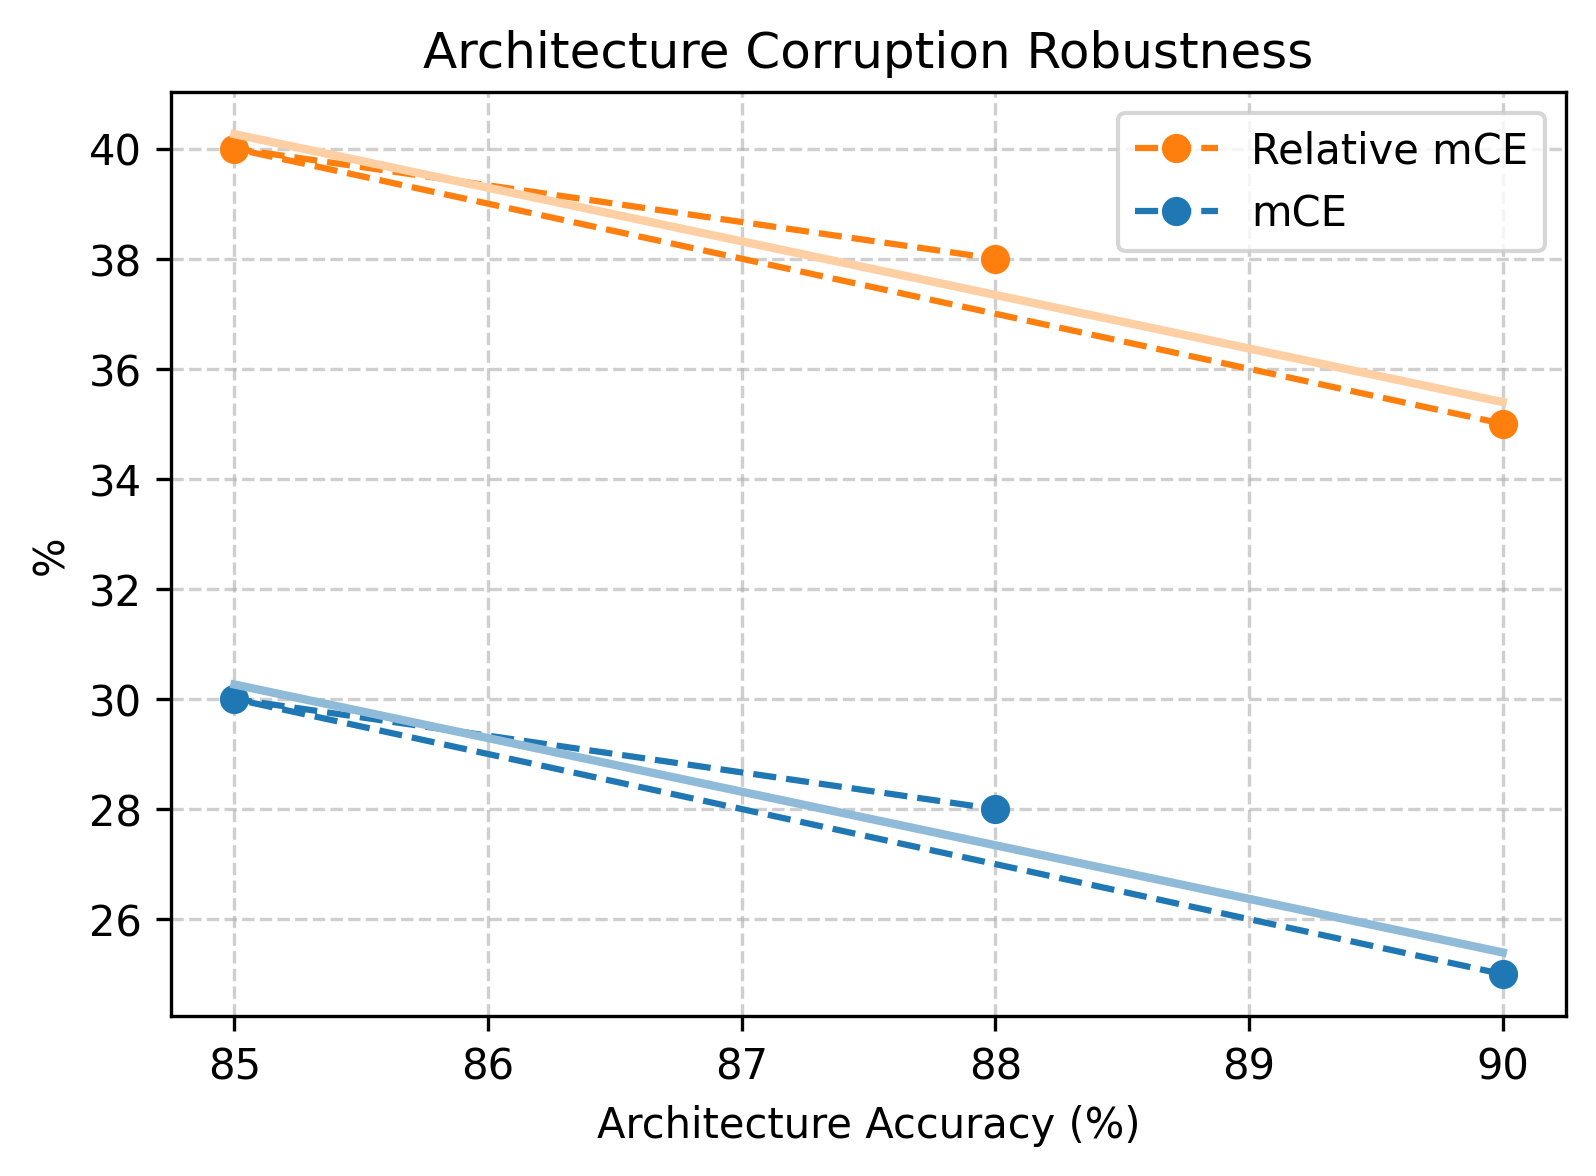 Architecture Corruption Robustness
Relative mCE
mCE
%
40
38
36
34
32
30
28
26
85 86 87 88 89 90
Architecture Accuracy (%)